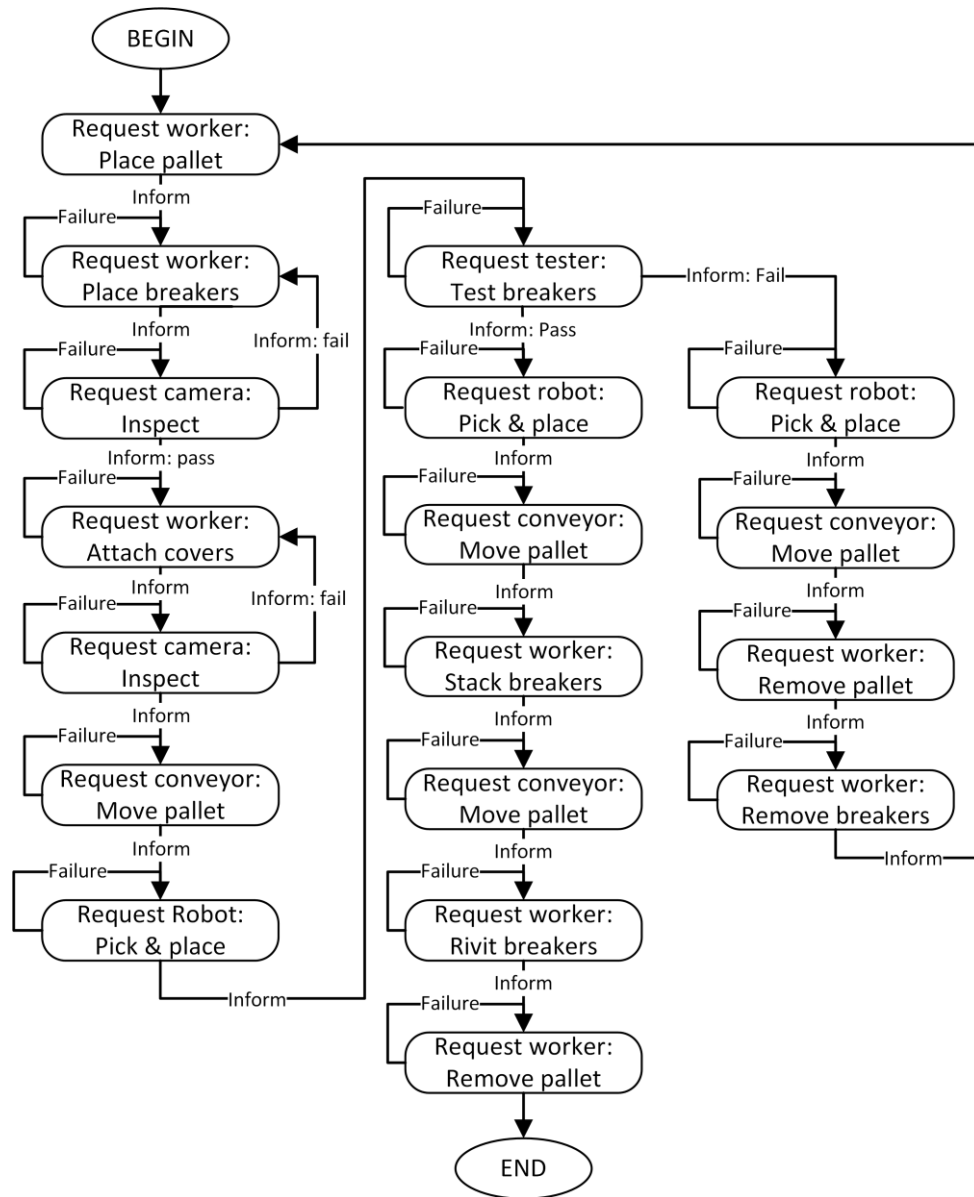 BEGIN
Request worker:
Place pallet
Inform
Failure
Request worker:
Place breakers
Inform
Inform: fail
Failure
Request camera:
Inspect
Inform: pass
Failure
Request worker:
Attach covers
Inform
Inform: fail
Failure
Request camera:
Inspect
Inform
Failure
Request conveyor:
Move pallet
Inform
Failure
Request Robot:
Pick & place
Inform
Failure
Request tester:
Test breakers
Inform: Pass
Failure
Request robot:
Pick & place
Inform
Failure
Request conveyor:
Move pallet
Inform
Failure
Request worker:
Stack breakers
Inform
Failure
Request conveyor:
Move pallet
Inform
Failure
Request worker:
Rivit breakers
Inform
Failure
Request worker:
Remove pallet
END
Inform: Fail
Failure
Request robot:
Pick & place
Inform
Failure
Request conveyor:
Move pallet
Inform
Failure
Request worker:
Remove pallet
Inform
Failure
Request worker:
Remove breakers
Inform